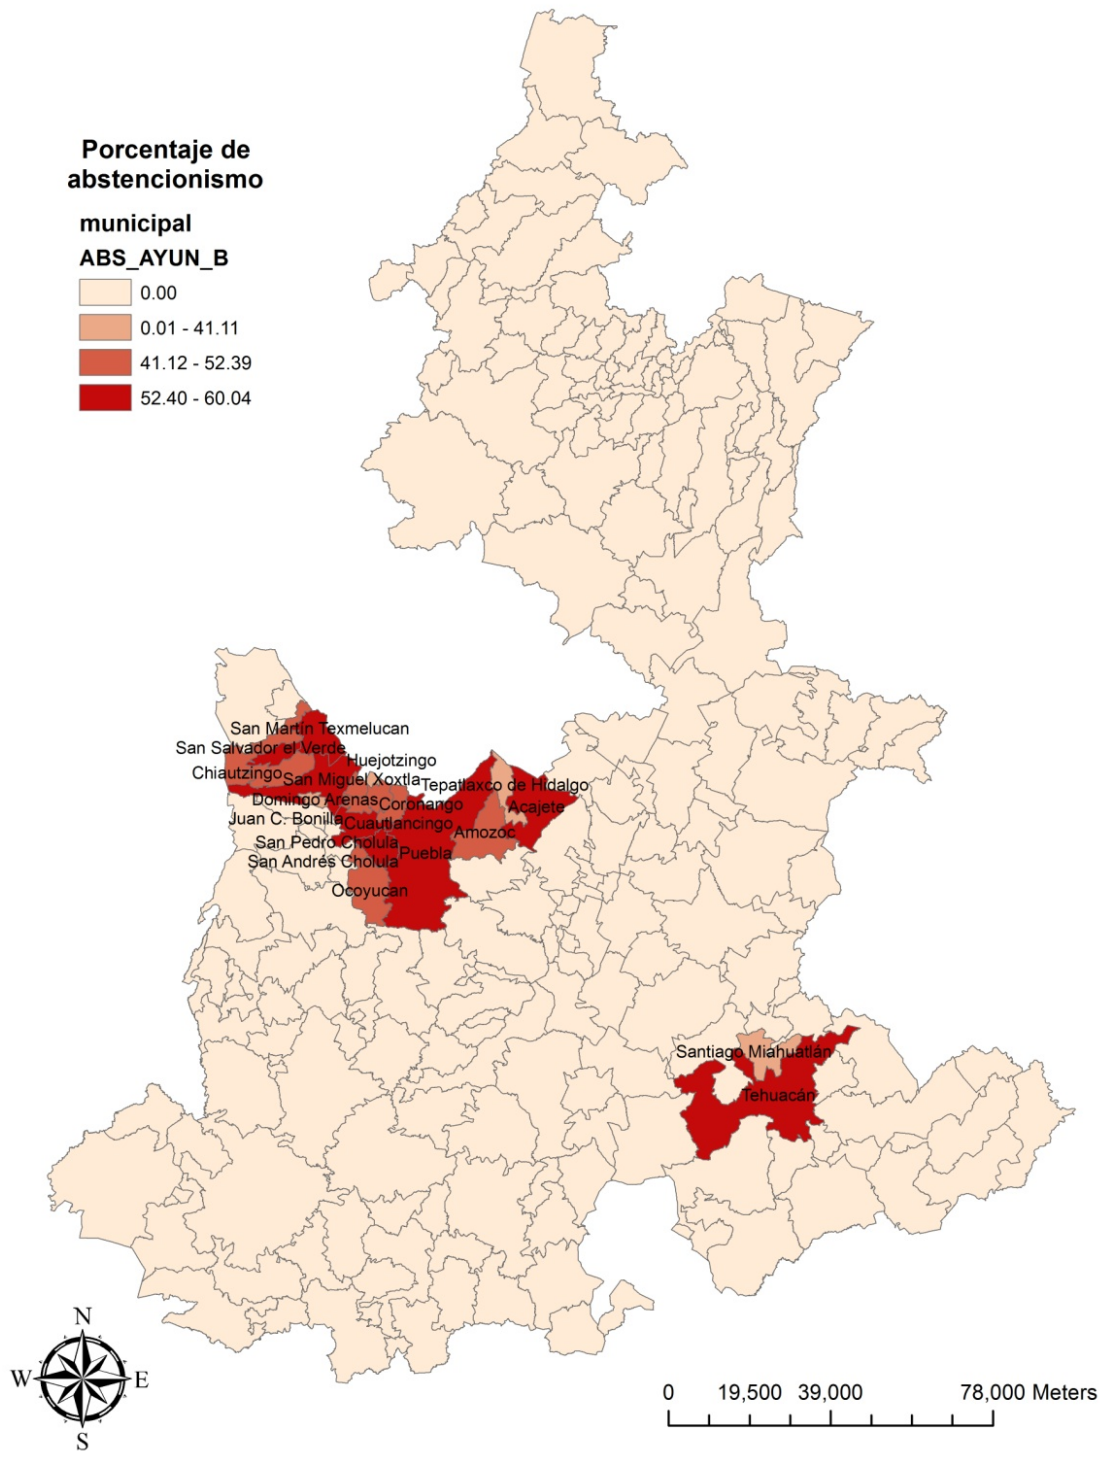 Porcentaje de
abstencionismo
municipal
ABS_AYUN_B
0.00
0.01 - 41.11
41.12 - 52.39
52.40 - 60.04
San Martín Texmelucan
San Salvador el Verde
Huejotzingo
Chiautzingo
San Miguel Xoxtla
Tepatlaxco de Hidalgo
Domingo Arenas
Coronango
Acajete
Juan C. Bonilla
Cuautlancingo
Amozoc
San Pedro Cholula
Puebla
San Andrés Cholula
Ocoyucan
Santiago Miahuatlán
Tehuacán
N
W
E
S
0 19,500 39,000 78,000 Meters